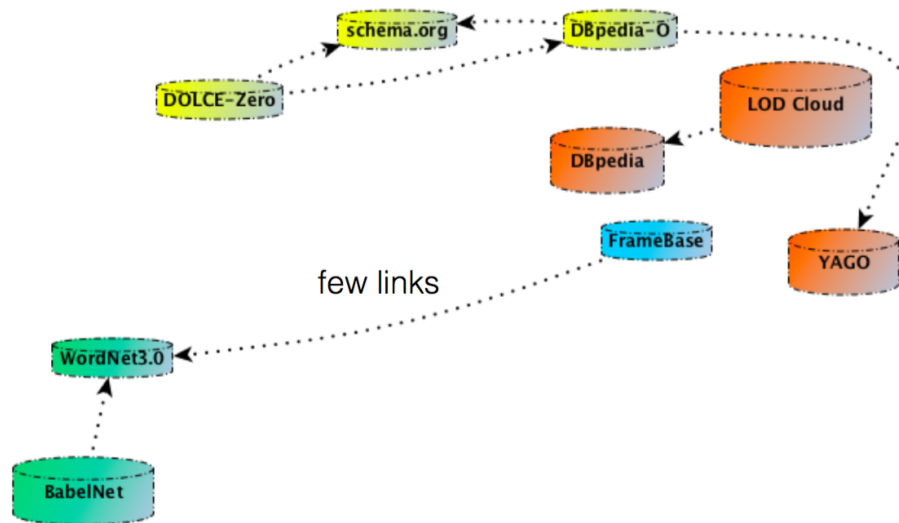 schema.org
DBpedia-O
DOLCE-Zero
LOD Cloud
DBpedia
FrameBase
YAGO
few links
WordNet3.0
BabelNet